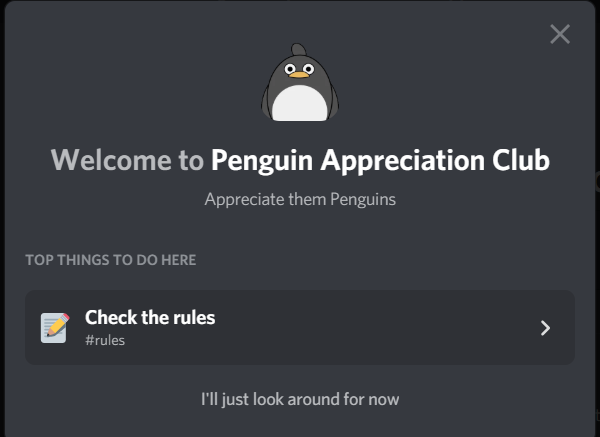 Welcome to Penguin Appreciation Club
Appreciate them Penguins
TOP THINGS TO DO HERE
Check the rules
#rules
I'll just look around for now